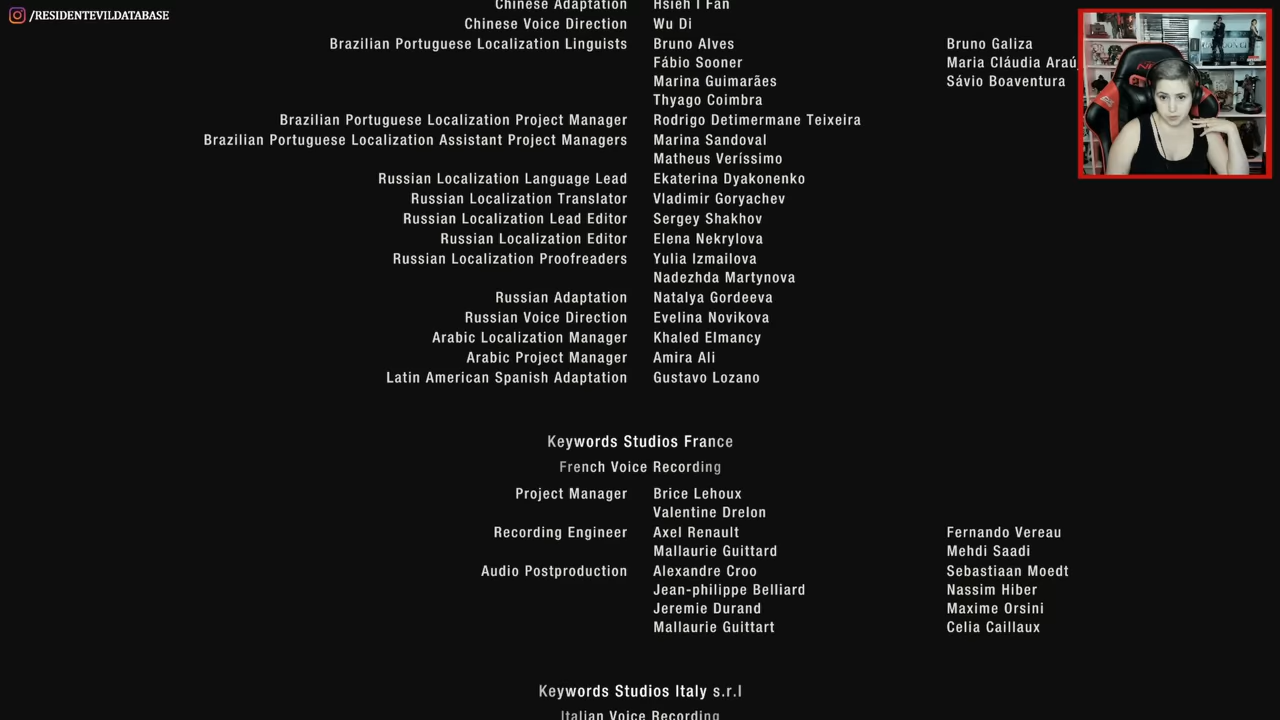 /RESIDENTEVILDATABASE
Chinese Adaptation Hsieh I Fan
Chinese Voice Direction Wu Di
Brazilian Portuguese Localization Linguists Bruno Alves Bruno Galiza
Fábio Sooner Maria Cláudia
Marina Guimarães Sávio Boaventura
Thyago Coimbra
Brazilian Portuguese Localization Project Manager Rodrigo Detimermane Teixeira
Brazilian Portuguese Localization Assistant Project Managers Marina Sandoval
Matheus Veríssimo
Russian Localization Language Lead Ekaterina Dyakonenko
Russian Localization Translator Vladimir Goryachev
Russian Localization Lead Editor Sergey Shakhov
Russian Localization Editor Elena Nekrylova
Russian Localization Proofreaders Yulia Izmailova
Nadezhda Martynova
Russian Adaptation Natalya Gordeeva
Russian Voice Direction Evelina Novikova
Arabic Localization Manager Khaled Elmancy
Arabic Project Manager Amira Ali
Latin American Spanish Adaptation Gustavo Lozano
Keywords Studios France
French Voice Recording
Project Manager Brice Lehoux
Valentine Drelon
Recording Engineer Axel Renault Fernando Vereau
Mallaurie Guittard Mehdi Saadi
Audio Postproduction Alexandre Croo Sebastiaan Moedt
Jean-philippe Belliard Nassim Hiber
Jeremie Durand Maxime Orsini
Mallaurie Guittart Celia Caillaux
Keywords Studios Italy s.r.l
Italian Voice Recording